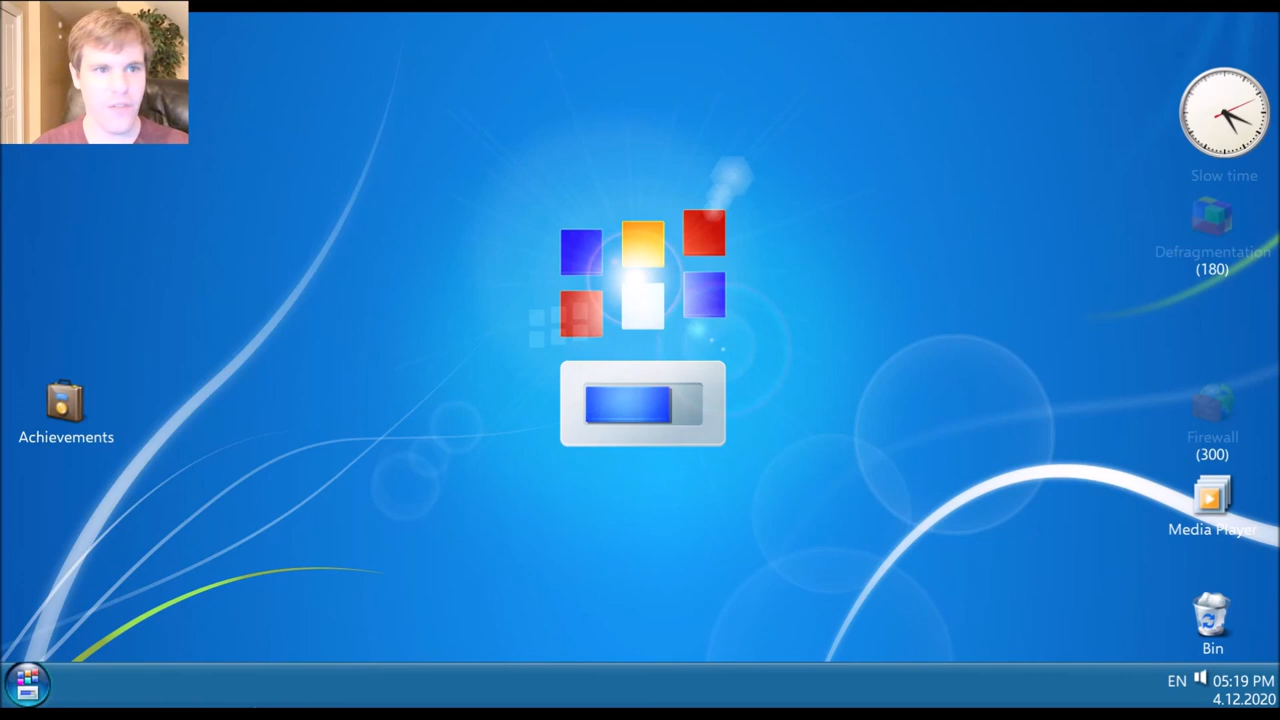 Slow time
Defragmentation
(180)
Achievements
Firewall
(300)
Media Player
Bin
EN 05:19 PM
4.12.2020